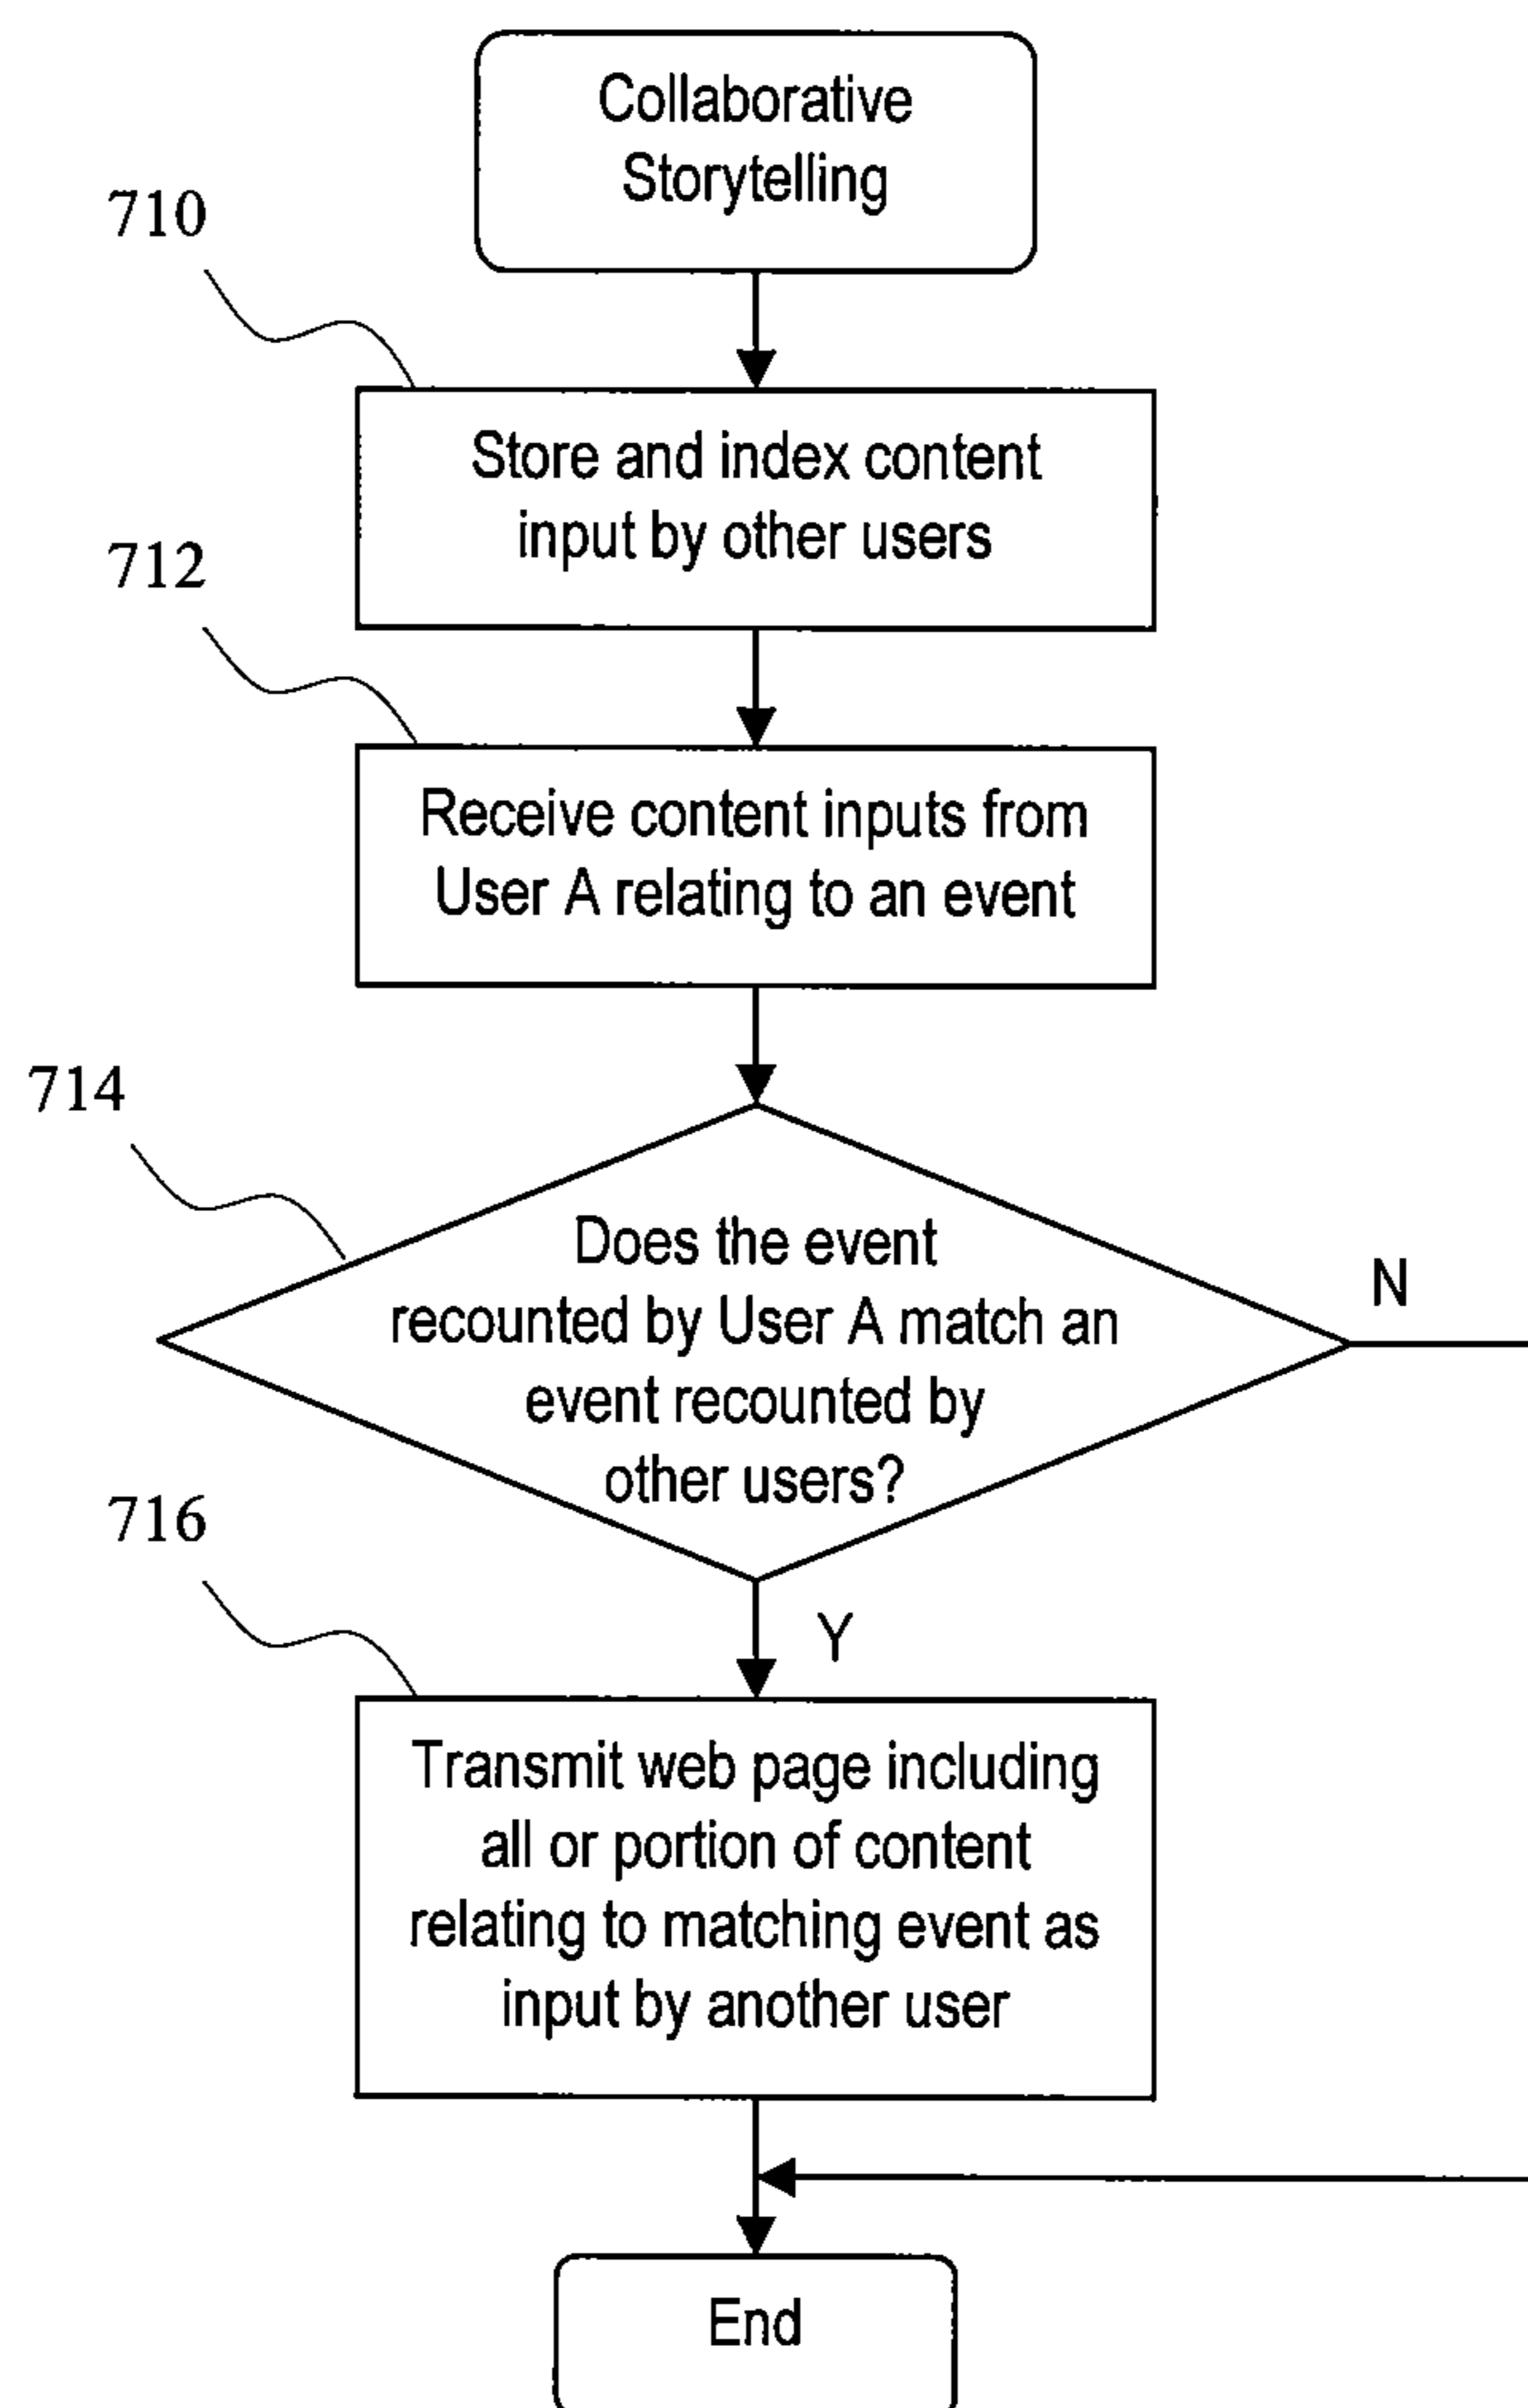 Collaborative
Storytelling
710
Store and index content
input by other users
712
Receive content inputs from
User A relating to an event
714
Does the event
recounted by User A match an
event recounted by
other users?
N
Y
716
Transmit web page including
all or portion of content
relating to matching event as
input by another user
End